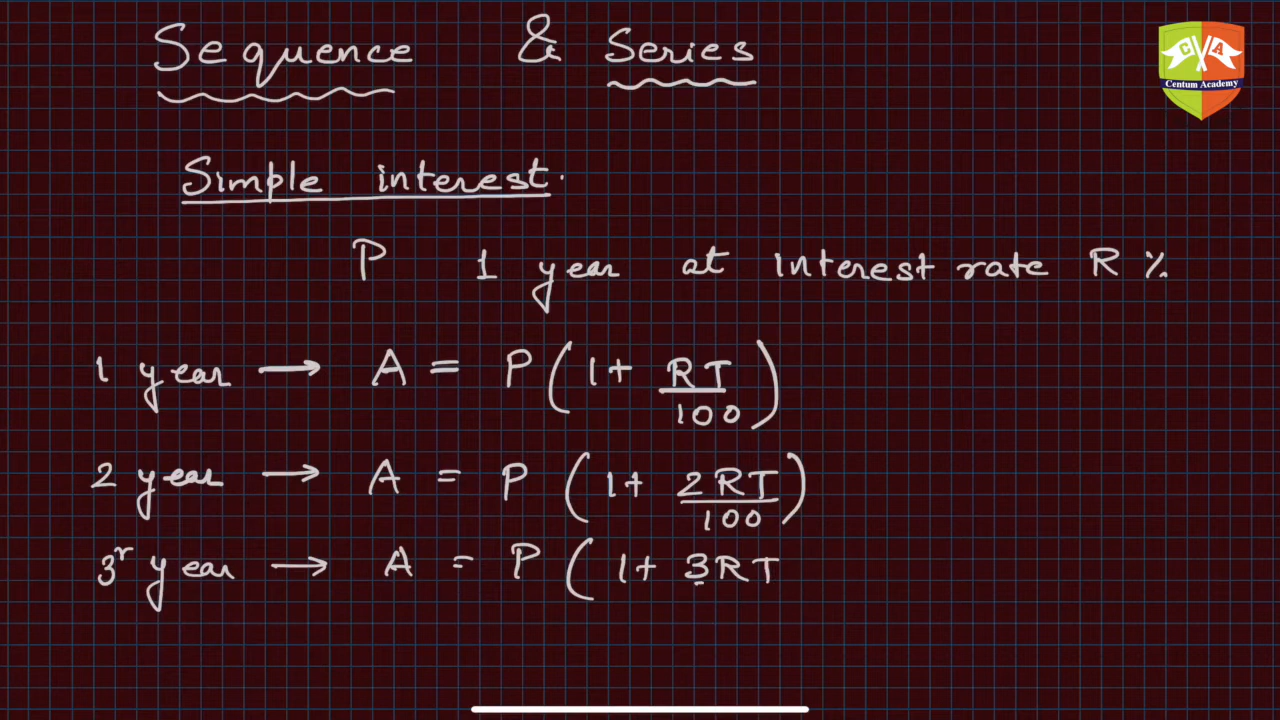 Sequence & Series
C A
Centum Academy
Simple interest.
P 1 year at interest rate R %
1 year → A = P ( 1 + RT/100 )
2 year → A = P ( 1 + 2RT/100 )
3r year → A = P ( 1 + 3RT